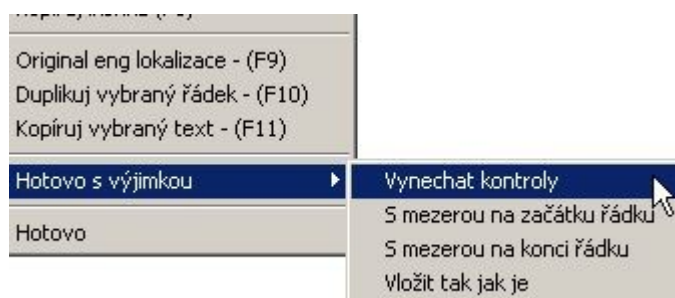 Original eng lokalizace - (F9)
Duplikuj vybraný řádek - (F10)
Kopíruj vybraný text - (F11)
Hotovo s výjimkou
Hotovo
Vynechat kontroly
S mezerou na začátku řádku
S mezerou na konci řádku
Vložit tak jak je